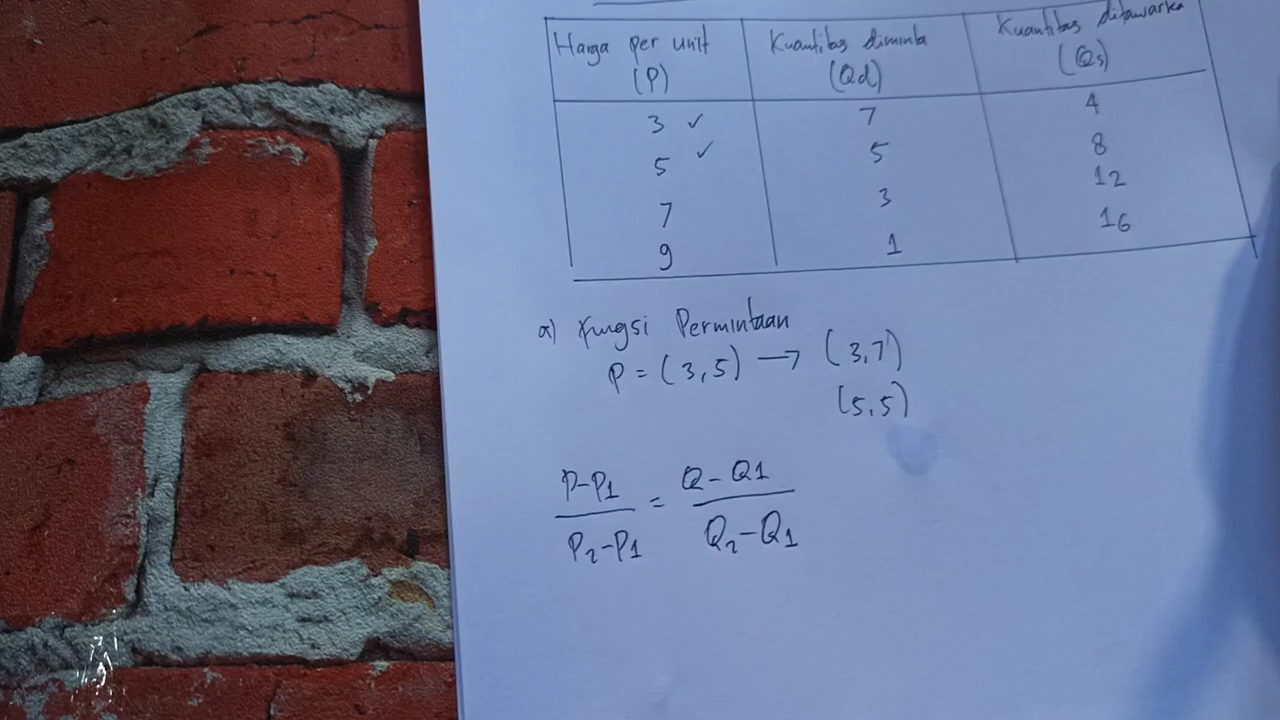 Harga per unit Kuantitas diminta Kuantitas ditawarka
(P) (Qd) (Qs)
3 ✓ 7 4
5 ✓ 5 8
7 3 12
9 1 16
a) Fungsi Permintaan
P = (3,5) → (3,7)
(5,5)
P-P1 = Q-Q1
P2-P1 Q2-Q1